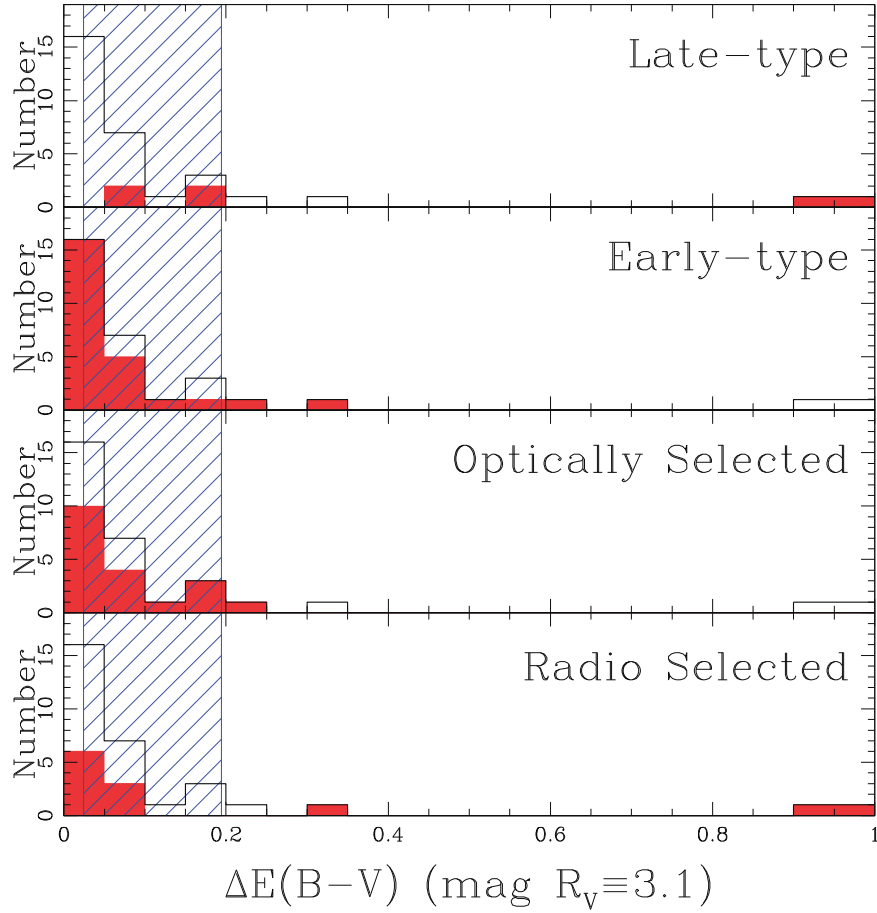 Number
0 5 10 15
Late-type
Number
0 5 10 15
Early-type
Number
0 5 10 15
Optically Selected
Number
0 5 10 15
Radio Selected
0 0.2 0.4 0.6 0.8 1
ΔE(B−V) (mag R_V≡3.1)